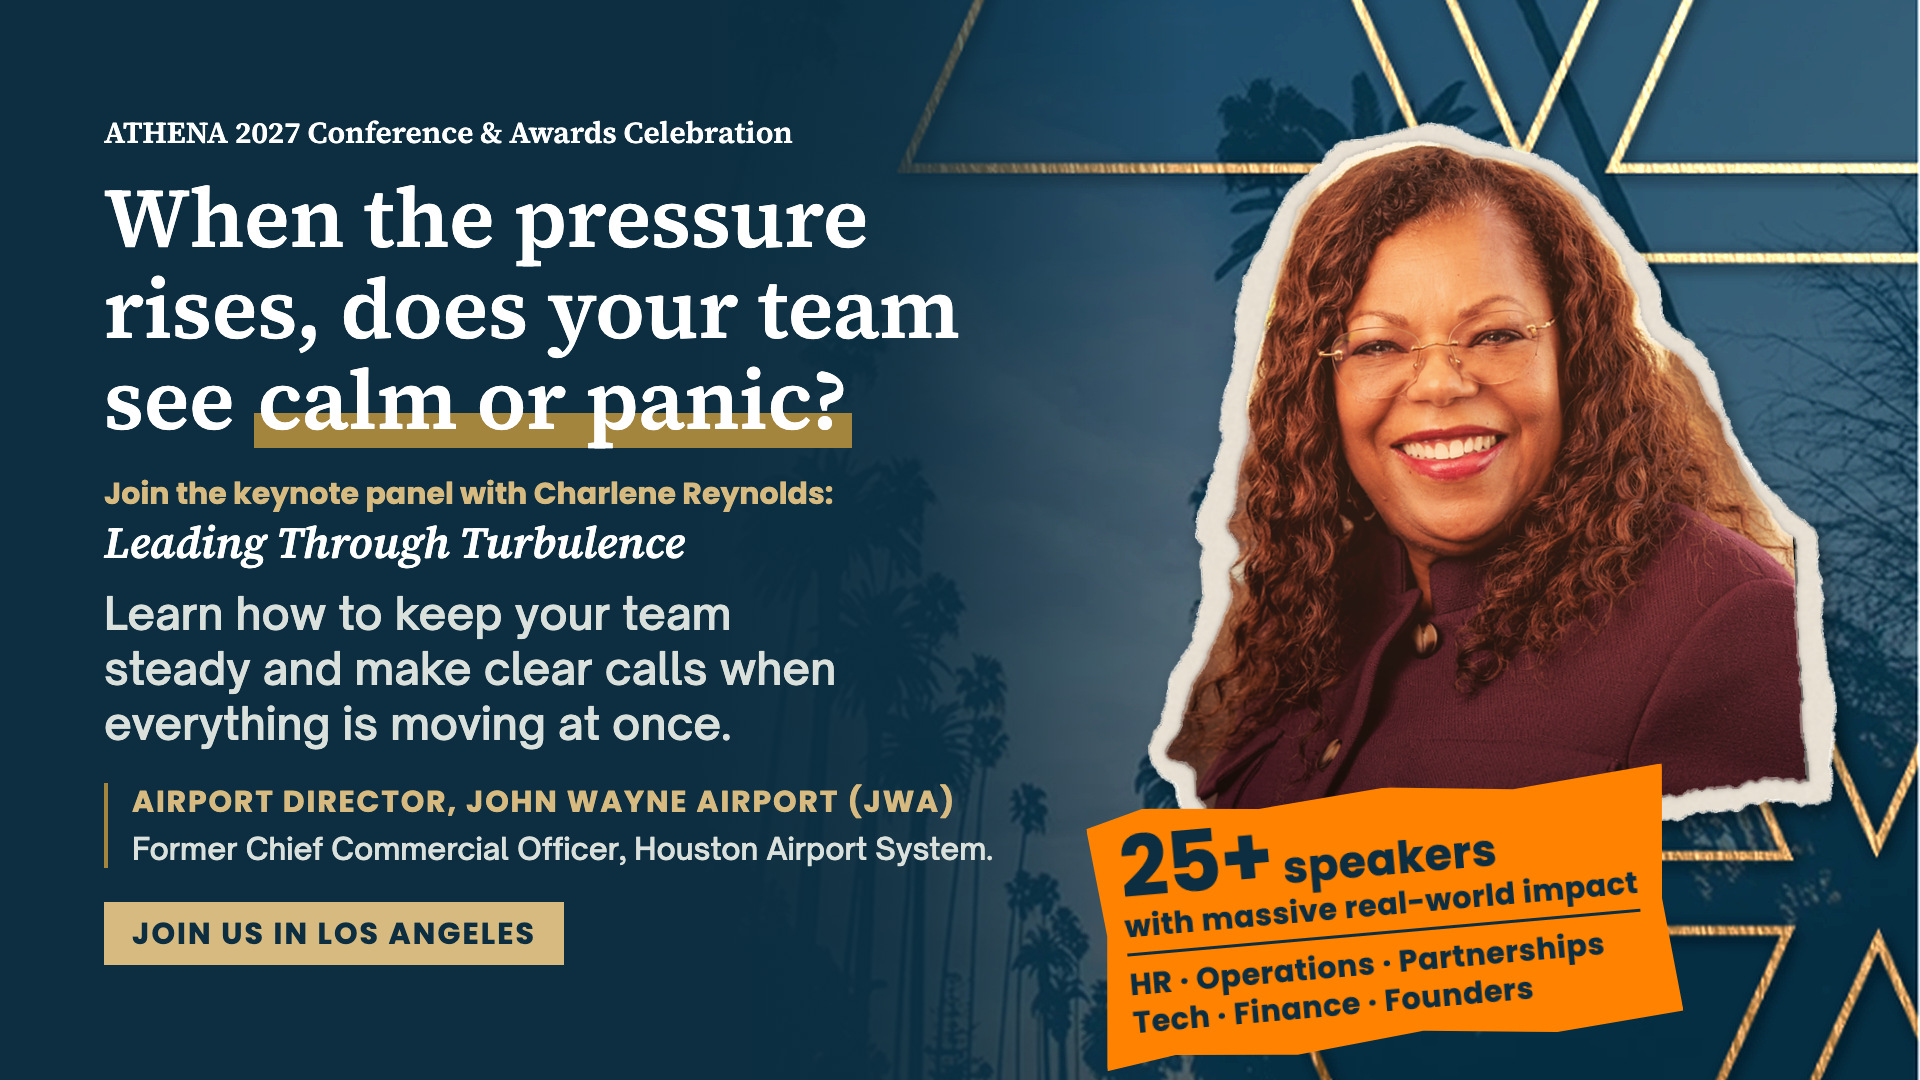 ATHENA 2027 Conference & Awards Celebration
When the pressure
rises, does your team
see calm or panic?
Join the keynote panel with Charlene Reynolds:
Leading Through Turbulence
Learn how to keep your team
steady and make clear calls when
everything is moving at once.
AIRPORT DIRECTOR, JOHN WAYNE AIRPORT (JWA)
Former Chief Commercial Officer, Houston Airport System.
JOIN US IN LOS ANGELES
25+ speakers
with massive real-world impact
HR · Operations · Partnerships
Tech · Finance · Founders